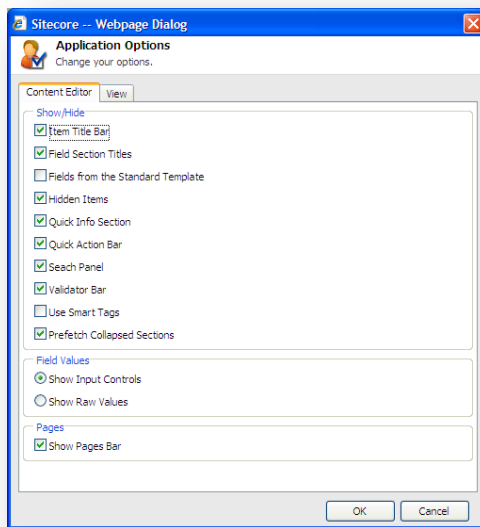 Sitecore -- Webpage Dialog
Application Options
Change your options.
Content Editor View
Show/Hide
Item Title Bar
Field Section Titles
Fields from the Standard Template
Hidden Items
Quick Info Section
Quick Action Bar
Seach Panel
Validator Bar
Use Smart Tags
Prefetch Collapsed Sections
Field Values
Show Input Controls
Show Raw Values
Pages
Show Pages Bar
OK Cancel